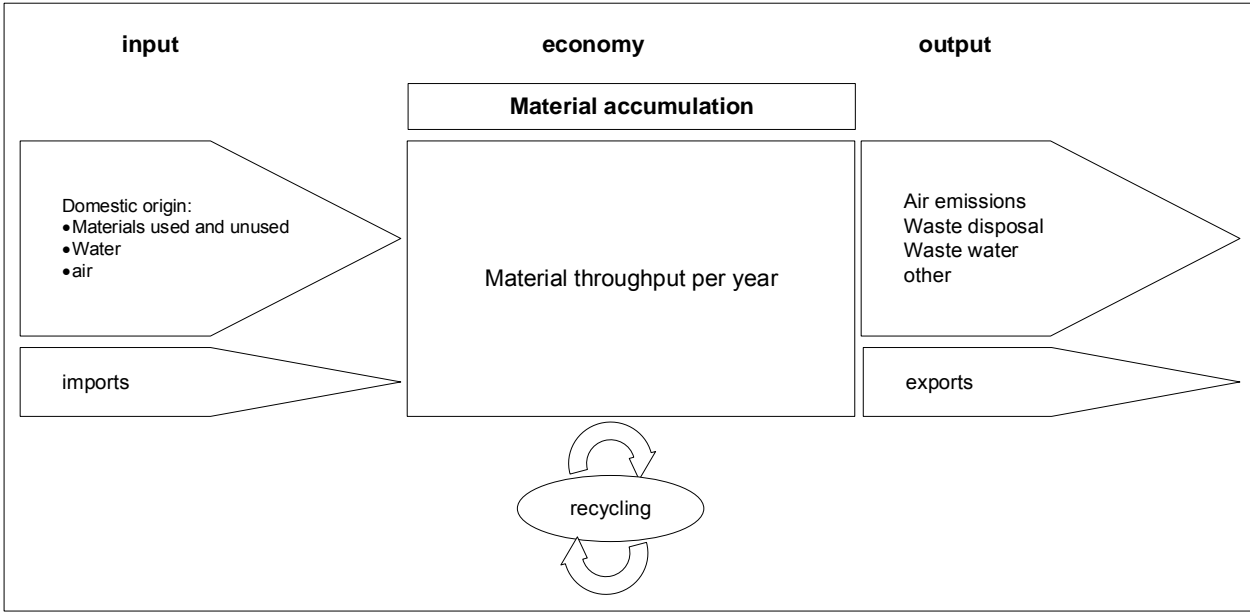 input
economy
output
Material accumulation
Domestic origin:
•Materials used and unused
•Water
•air
Material throughput per year
Air emissions
Waste disposal
Waste water
other
imports
exports
recycling